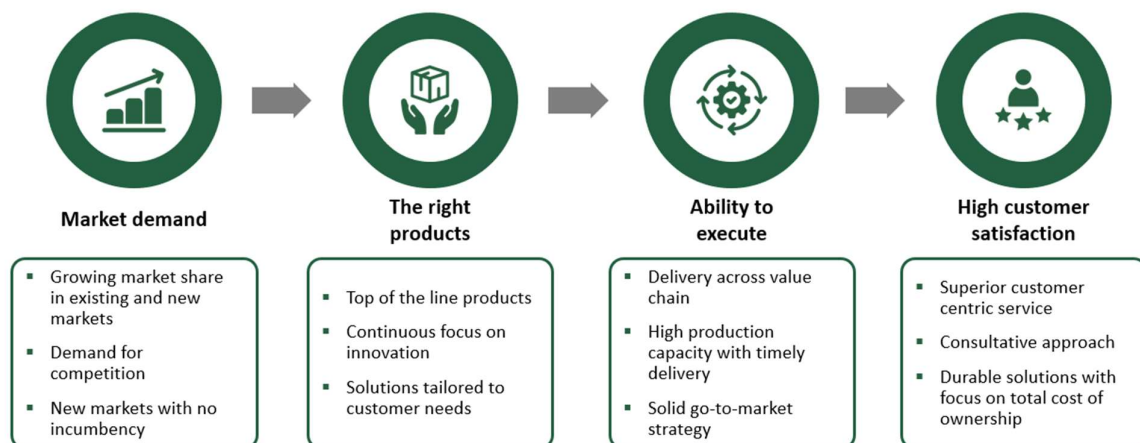 Market demand
Growing market share
in existing and new
markets
Demand for
competition
New markets with no
incumbency
The right
products
Top of the line products
Continuous focus on
innovation
Solutions tailored to
customer needs
Ability to
execute
Delivery across value
chain
High production
capacity with timely
delivery
Solid go-to-market
strategy
High customer
satisfaction
Superior customer
centric service
Consultative approach
Durable solutions with
focus on total cost of
ownership